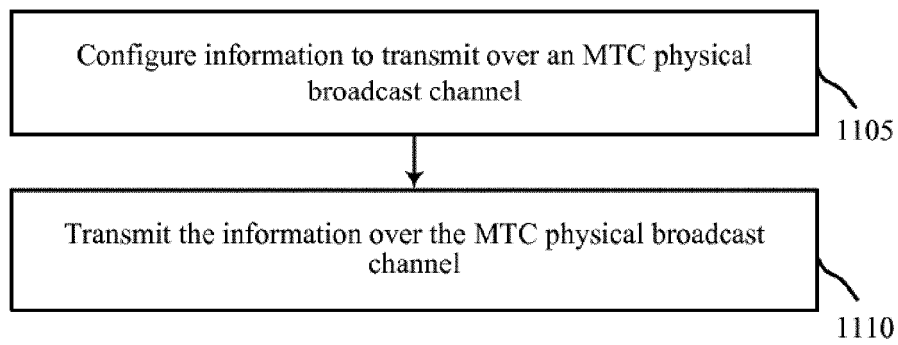 Configure information to transmit over an MTC physical
broadcast channel
1105
Transmit the information over the MTC physical broadcast
channel
1110